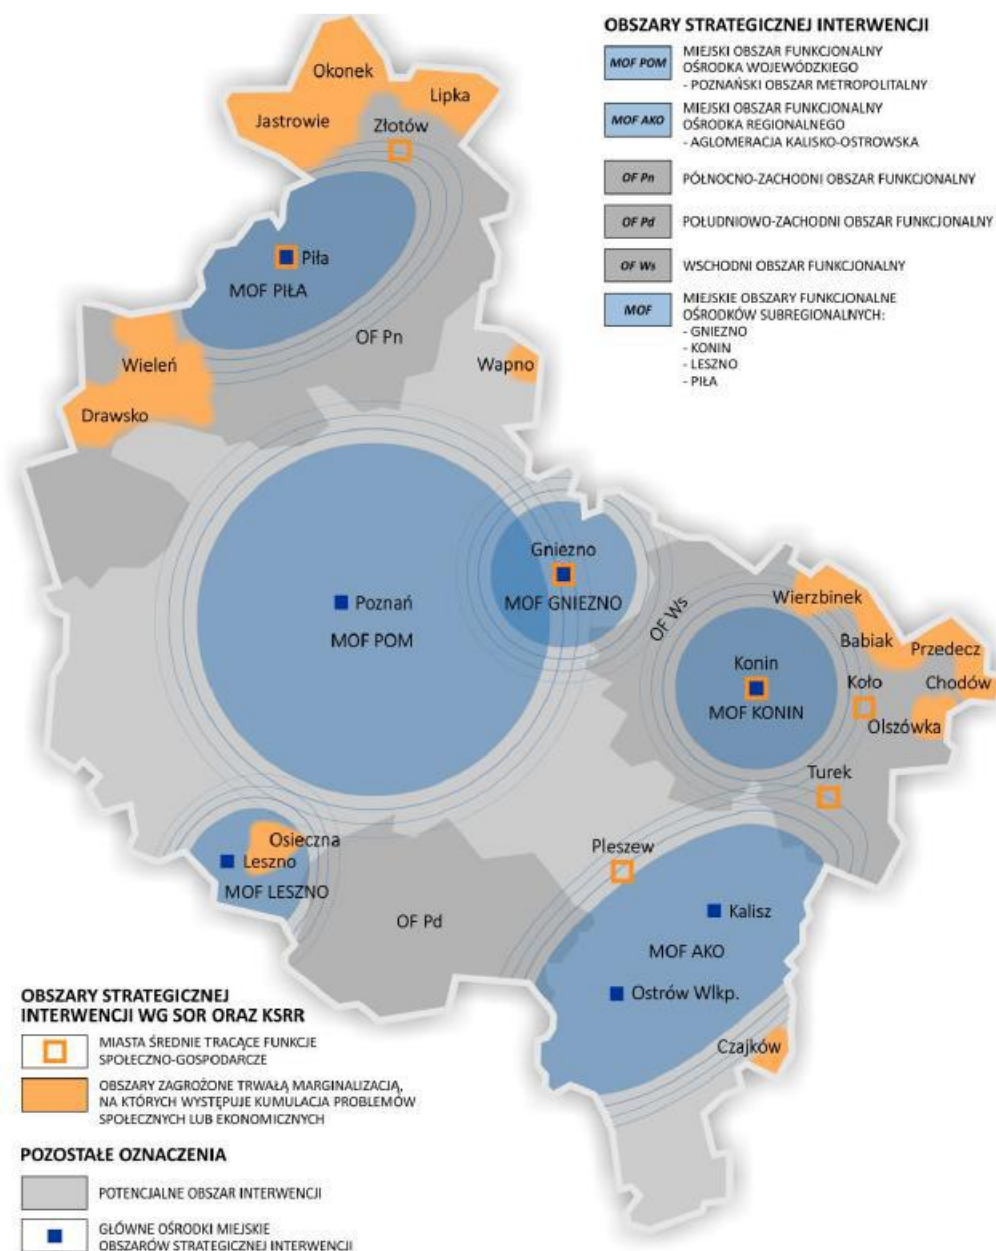 OBSZARY STRATEGICZNEJ INTERWENCJI
MOF POM
MIEJSKI OBSZAR FUNKCJONALNY
OŚRODKA WOJEWÓDZKIEGO
- POZNAŃSKI OBSZAR METROPOLITALNY
MOF AKO
MIEJSKI OBSZAR FUNKCJONALNY
OŚRODKA REGIONALNEGO
- AGLOMERACJA KALISKO-OSTROWSKA
OF Pn
PÓŁNOCNO-ZACHODNI OBSZAR FUNKCJONALNY
OF Pd
POŁUDNIOWO-ZACHODNI OBSZAR FUNKCJONALNY
OF Ws
WSCHODNI OBSZAR FUNKCJONALNY
MOF
MIEJSKIE OBSZARY FUNKCJONALNE
OŚRODKÓW SUBREGIONALNYCH:
- GNIEZNO
- KONIN
- LESZNO
- PIŁA
Okonek
Lipka
Jastrowie
Złotów
Piła
MOF PIŁA
OF Pn
Wieleń
Wapno
Drawsko
Gniezno
MOF GNIEZNO
Poznań
MOF POM
OF Ws
Wierzbinek
Babiak
Przedecz
Konin
Koło
Chodów
MOF KONIN
Olszówka
Turek
Osieczna
Leszno
MOF LESZNO
Pleszew
OF Pd
Kalisz
MOF AKO
Ostrów Wlkp.
Czajków
OBSZARY STRATEGICZNEJ
INTERWENCJI WG SOR ORAZ KSRR
MIASTA ŚREDNIE TRACĄCE FUNKCJE
SPOŁECZNO-GOSPODARCZE
OBSZARY ZAGROŻONE TRWAŁĄ MARGINALIZACJĄ,
NA KTÓRYCH WYSTĘPUJE KUMULACJA PROBLEMÓW
SPOŁECZNYCH LUB EKONOMICZNYCH
POZOSTAŁE OZNACZENIA
POTENCJALNE OBSZAR INTERWENCJI
GŁÓWNE OŚRODKI MIEJSKIE
OBSZARÓW STRATEGICZNEJ INTERWENCJI